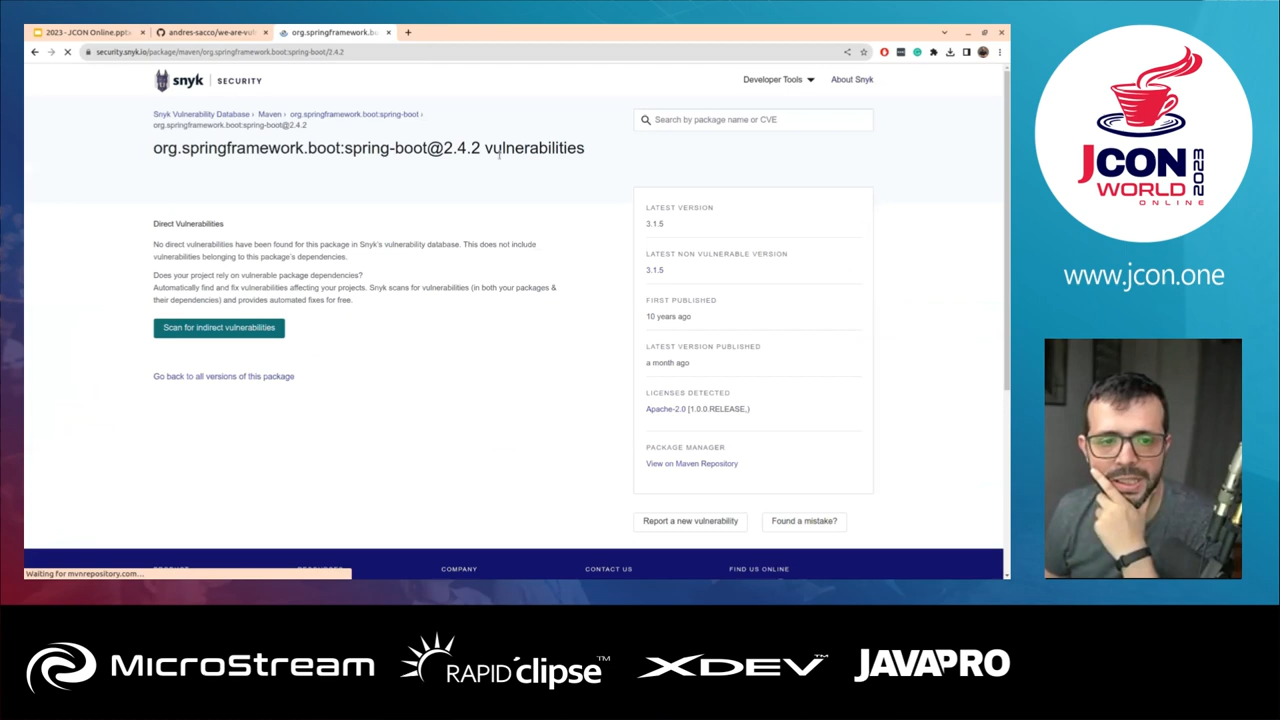 2023 - JCON Online.pptx
andres-sacco/we-are-vul
org.springframework.bo
security.snyk.io/package/maven/org.springframework.boot:spring-boot/2.4.2
snyk | SECURITY
Developer Tools
About Snyk
Snyk Vulnerability Database › Maven › org.springframework.boot:spring-boot ›
org.springframework.boot:spring-boot@2.4.2
Search by package name or CVE
org.springframework.boot:spring-boot@2.4.2 vulnerabilities
Direct Vulnerabilities
No direct vulnerabilities have been found for this package in Snyk's vulnerability database. This does not include
vulnerabilities belonging to this package's dependencies.
Does your project rely on vulnerable package dependencies?
Automatically find and fix vulnerabilities affecting your projects. Snyk scans for vulnerabilities (in both your packages &
their dependencies) and provides automated fixes for free.
Scan for indirect vulnerabilities
Go back to all versions of this package
LATEST VERSION
3.1.5
LATEST NON VULNERABLE VERSION
3.1.5
FIRST PUBLISHED
10 years ago
LATEST VERSION PUBLISHED
a month ago
LICENSES DETECTED
Apache-2.0 [1.0.0.RELEASE,)
PACKAGE MANAGER
View on Maven Repository
Report a new vulnerability
Found a mistake?
COMPANY
CONTACT US
FIND US ONLINE
Waiting for mvnrepository.com...
JCON
WORLD
2023
ONLINE
www.jcon.one
MICROSTREAM
RAPID'clipse™
XDEV™
JAVAPRO